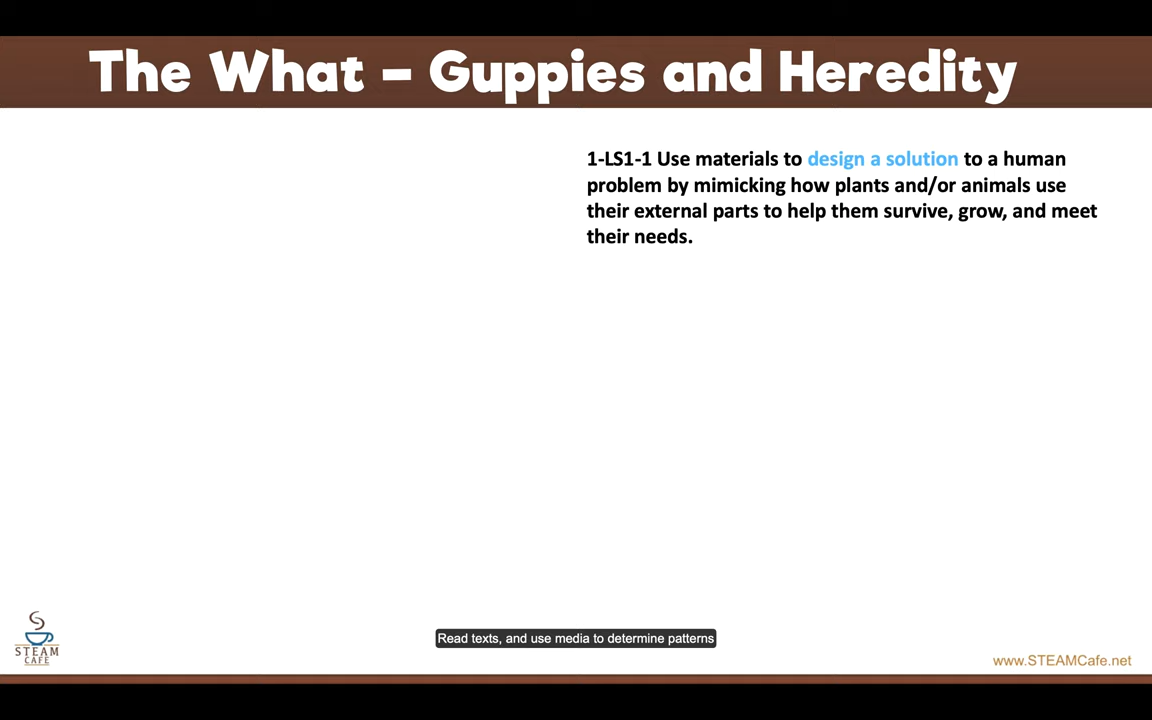 The What – Guppies and Heredity
1-LS1-1 Use materials to design a solution to a human
problem by mimicking how plants and/or animals use
their external parts to help them survive, grow, and meet
their needs.
Read texts, and use media to determine patterns
STEAM
CAFE
www.STEAMCafe.net